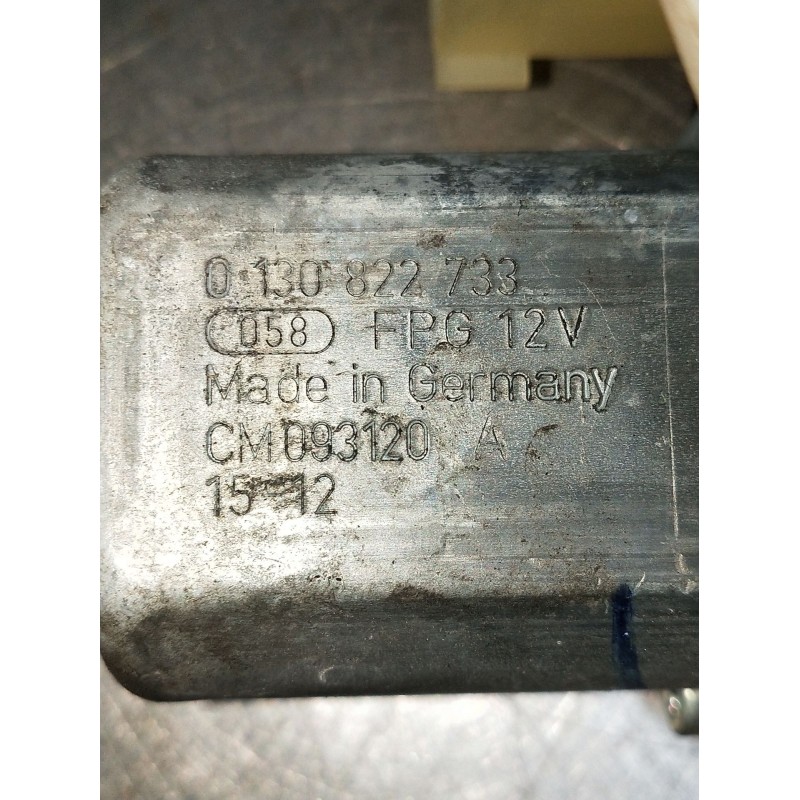 0 130 822 733
058 FPG 12V
Made in Germany
CM093120 A
15 12